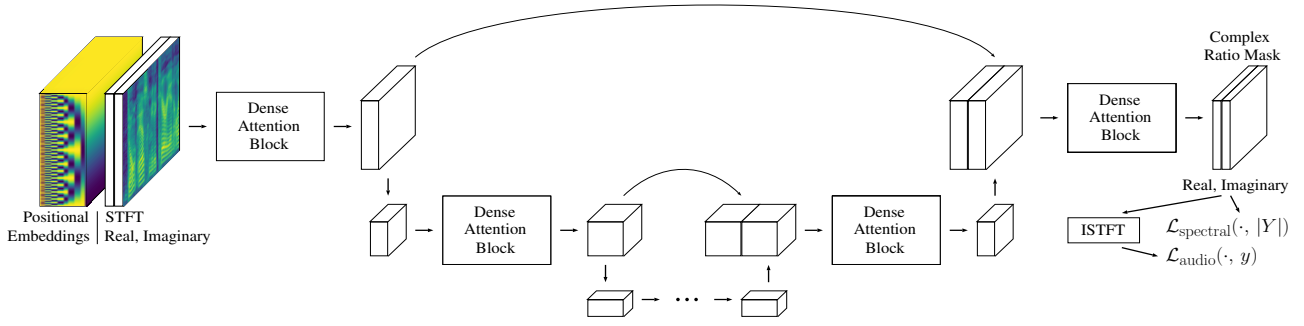 Dense
Attention
Block
Complex
Ratio Mask
Dense
Attention
Block
Positional
Embeddings
STFT
Real, Imaginary
Dense
Attention
Block
Dense
Attention
Block
Real, Imaginary
ISTFT
ℒspectral(·, |Y|)
ℒaudio(·, y)
...